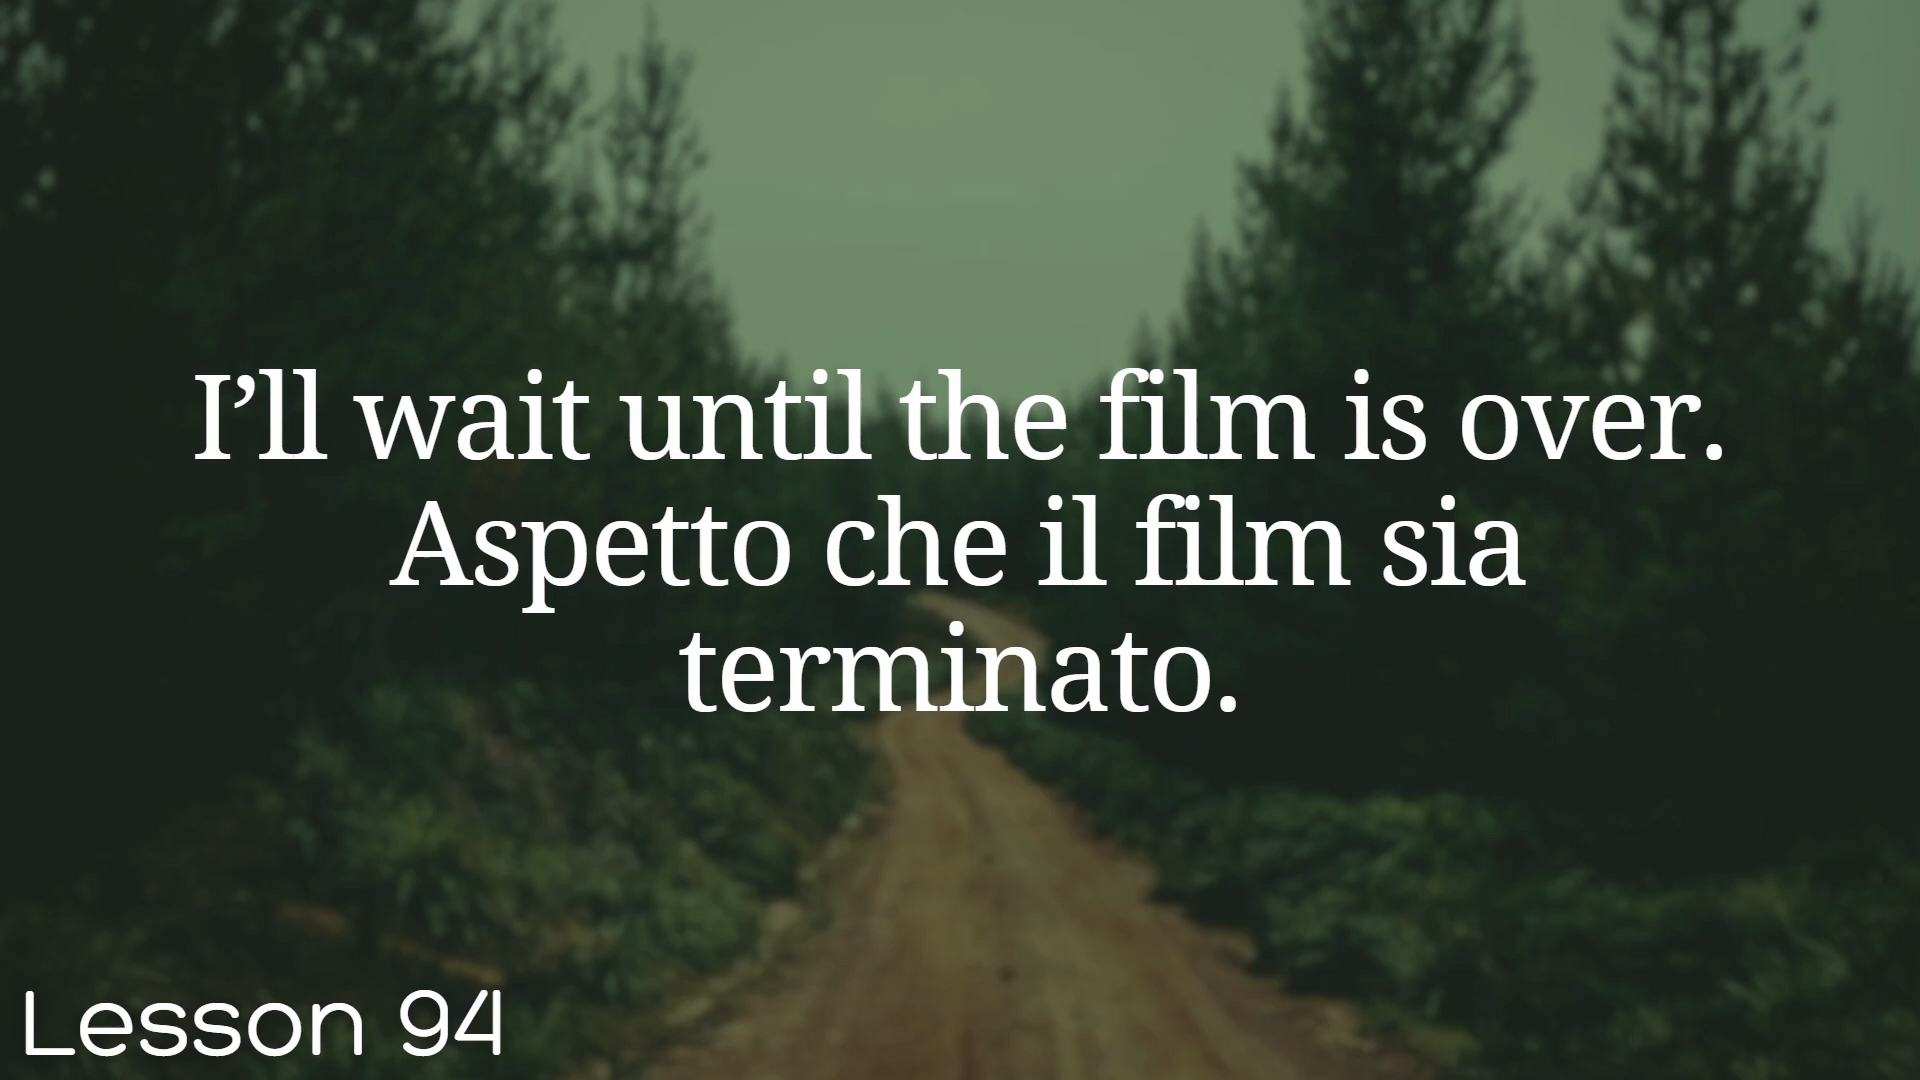 I’ll wait until the film is over.
Aspetto che il film sia
terminato.
Lesson 94